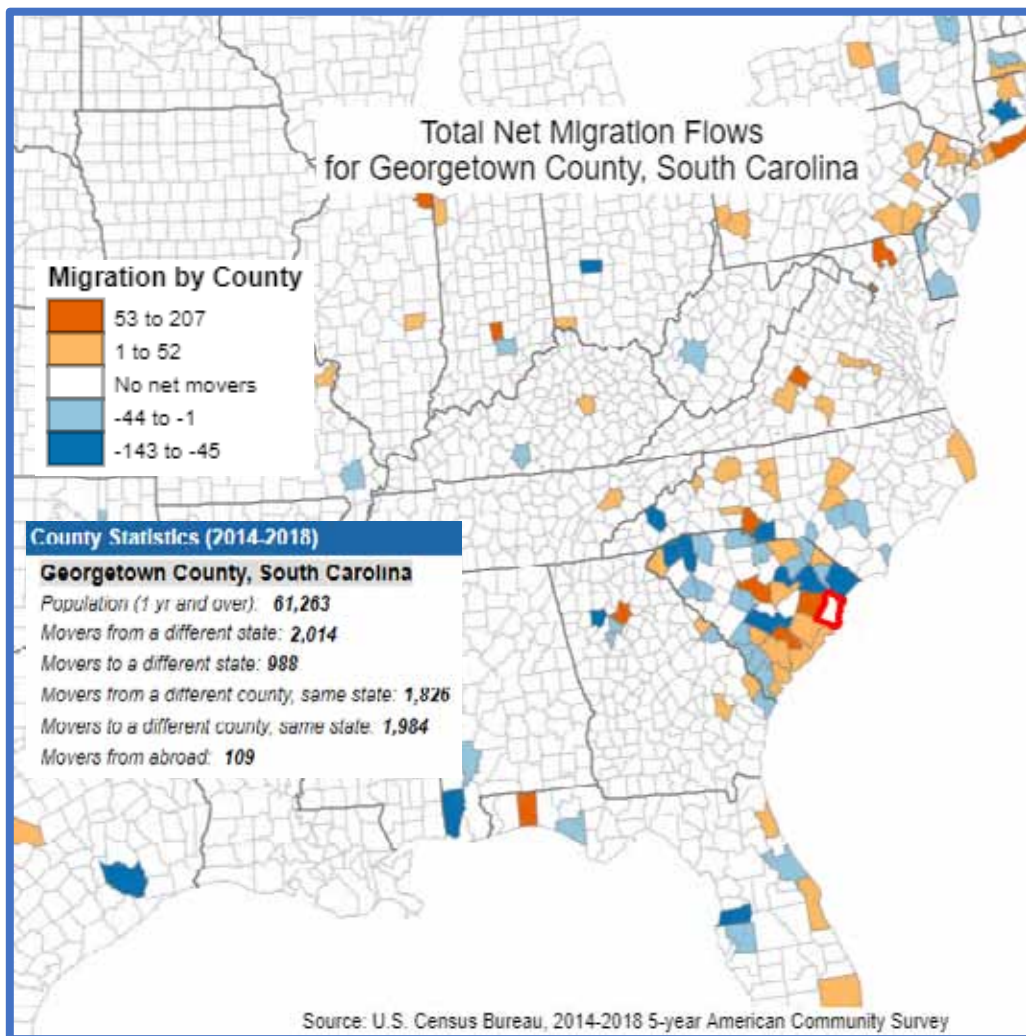 Total Net Migration Flows
for Georgetown County, South Carolina
Migration by County
53 to 207
1 to 52
No net movers
-44 to -1
-143 to -45
County Statistics (2014-2018)
Georgetown County, South Carolina
Population (1 yr and over): 61,263
Movers from a different state: 2,014
Movers to a different state: 988
Movers from a different county, same state: 1,826
Movers to a different county, same state: 1,984
Movers from abroad: 109
Source: U.S. Census Bureau, 2014-2018 5-year American Community Survey